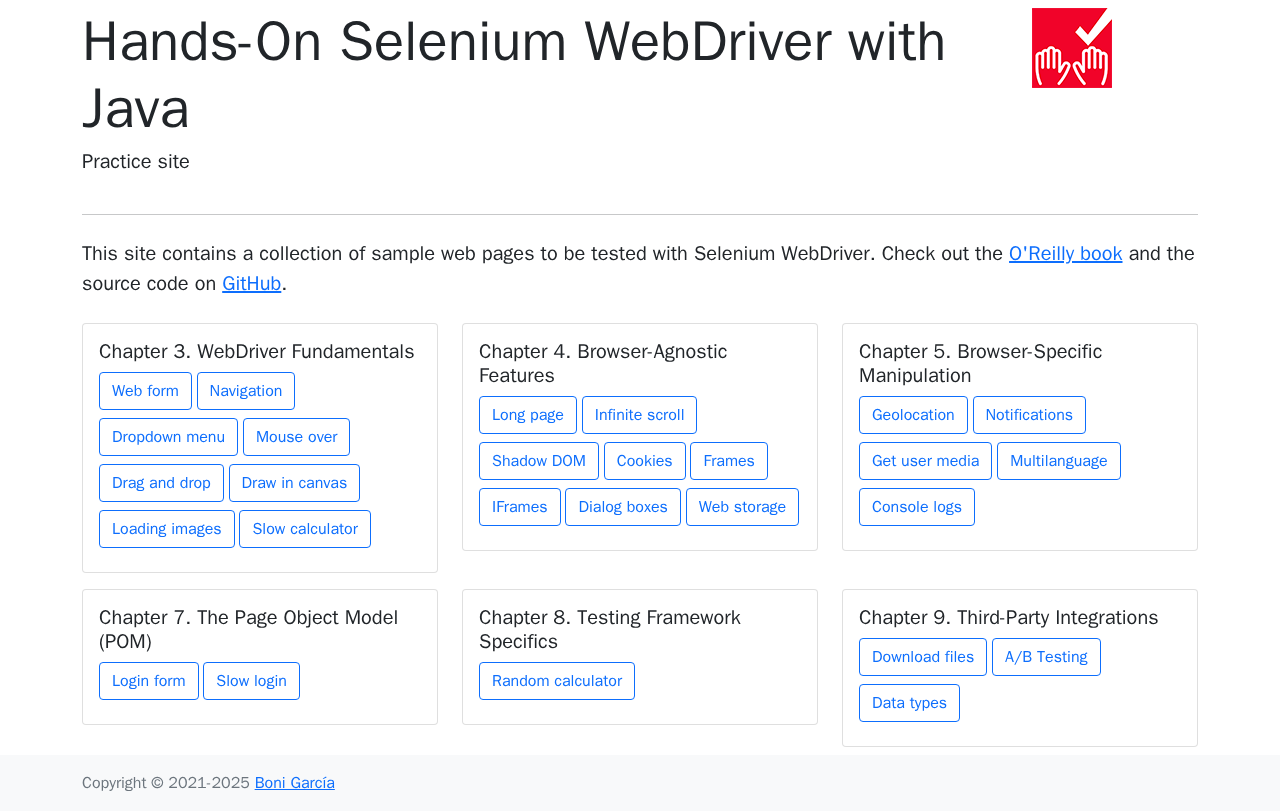 Hands-On Selenium WebDriver with
Java
Practice site
This site contains a collection of sample web pages to be tested with Selenium WebDriver. Check out the O'Reilly book and the
source code on GitHub.
Chapter 3. WebDriver Fundamentals
Web form Navigation
Dropdown menu Mouse over
Drag and drop Draw in canvas
Loading images Slow calculator
Chapter 4. Browser-Agnostic
Features
Long page Infinite scroll
Shadow DOM Cookies Frames
IFrames Dialog boxes Web storage
Chapter 5. Browser-Specific
Manipulation
Geolocation Notifications
Get user media Multilanguage
Console logs
Chapter 7. The Page Object Model
(POM)
Login form Slow login
Chapter 8. Testing Framework
Specifics
Random calculator
Chapter 9. Third-Party Integrations
Download files A/B Testing
Data types
Copyright © 2021-2025 Boni García